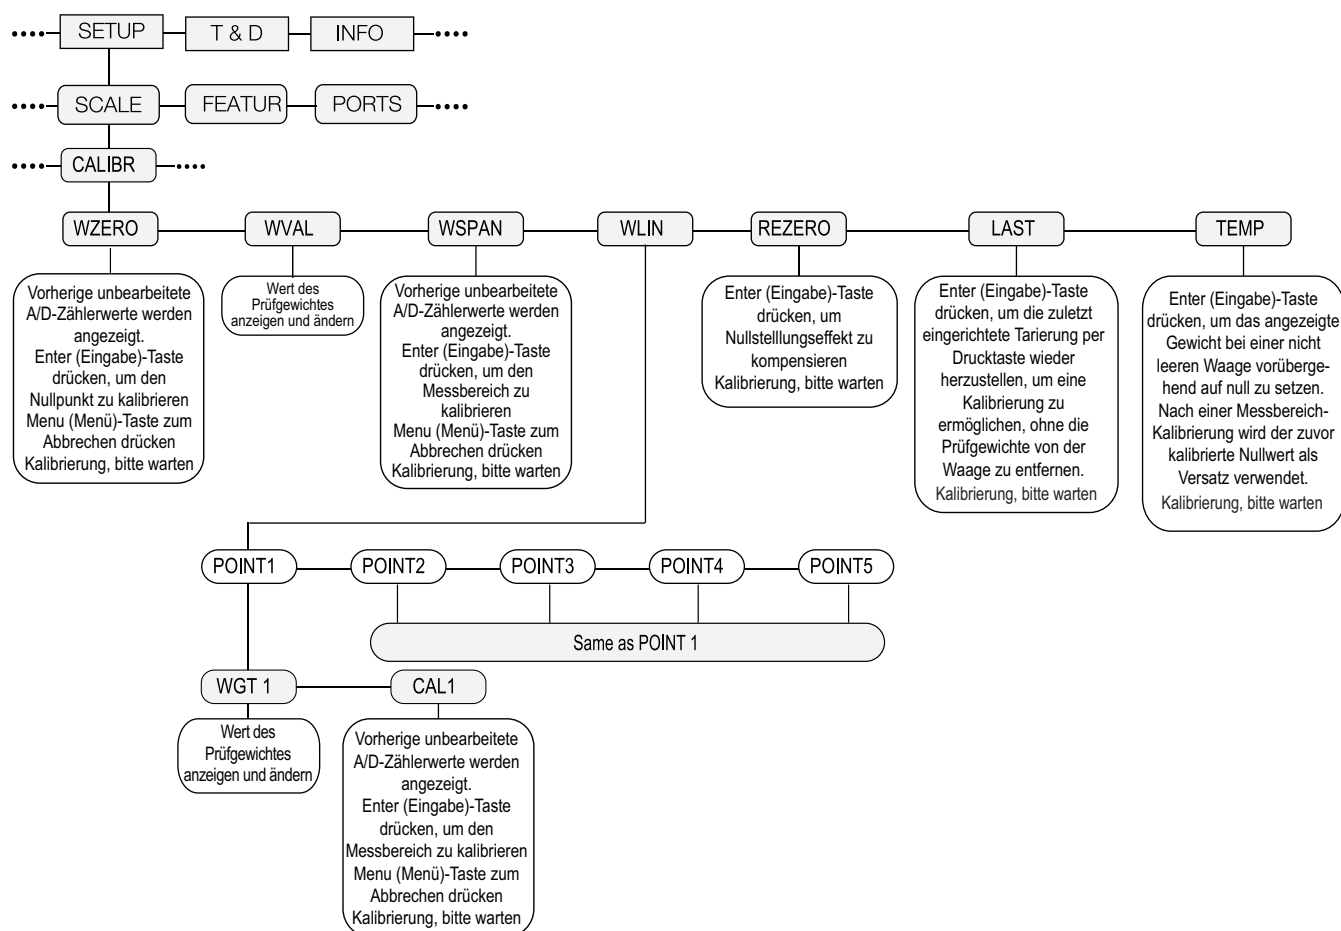 SETUP
T & D
INFO
SCALE
FEATUR
PORTS
CALIBR
WZERO
WVAL
WSPAN
WLIN
REZERO
LAST
TEMP
Vorherige unbearbeitete
A/D-Zählerwerte werden
angezeigt.
Enter (Eingabe)-Taste
drücken, um den
Nullpunkt zu kalibrieren
Menu (Menü)-Taste zum
Abbrechen drücken
Kalibrierung, bitte warten
Wert des
Prüfgewichtes
anzeigen und ändern
Vorherige unbearbeitete
A/D-Zählerwerte werden
angezeigt.
Enter (Eingabe)-Taste
drücken, um den
Messbereich zu
kalibrieren
Menu (Menü)-Taste zum
Abbrechen drücken
Kalibrierung, bitte warten
Enter (Eingabe)-Taste
drücken, um
Nullstelllungseffekt zu
kompensieren
Kalibrierung, bitte warten
Enter (Eingabe)-Taste
drücken, um die zuletzt
eingerichtete Tarierung per
Drucktaste wieder
herzustellen, um eine
Kalibrierung zu
ermöglichen, ohne die
Prüfgewichte von der
Waage zu entfernen.
Kalibrierung, bitte warten
Enter (Eingabe)-Taste
drücken, um das angezeigte
Gewicht bei einer nicht
leeren Waage vorüberge-
hend auf null zu setzen.
Nach einer Messbereich-
Kalibrierung wird der zuvor
kalibrierte Nullwert als
Versatz verwendet.
Kalibrierung, bitte warten
POINT1
POINT2
POINT3
POINT4
POINT5
Same as POINT 1
WGT 1
CAL1
Wert des
Prüfgewichtes
anzeigen und ändern
Vorherige unbearbeitete
A/D-Zählerwerte werden
angezeigt.
Enter (Eingabe)-Taste
drücken, um den
Messbereich zu kalibrieren
Menu (Menü)-Taste zum
Abbrechen drücken
Kalibrierung, bitte warten